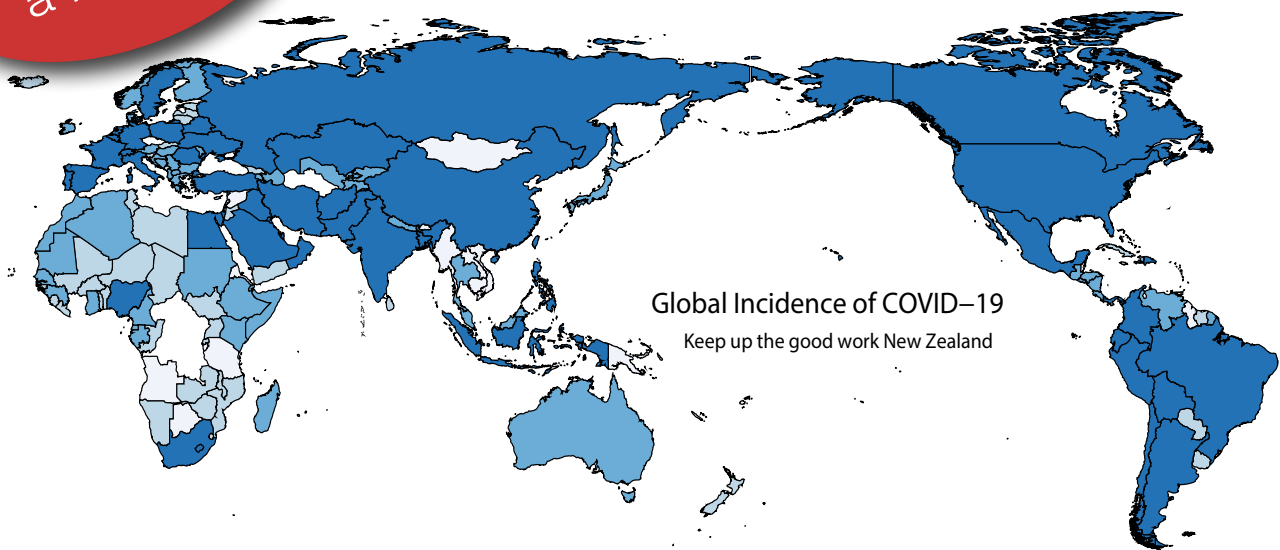 Global Incidence of COVID–19
Keep up the good work New Zealand